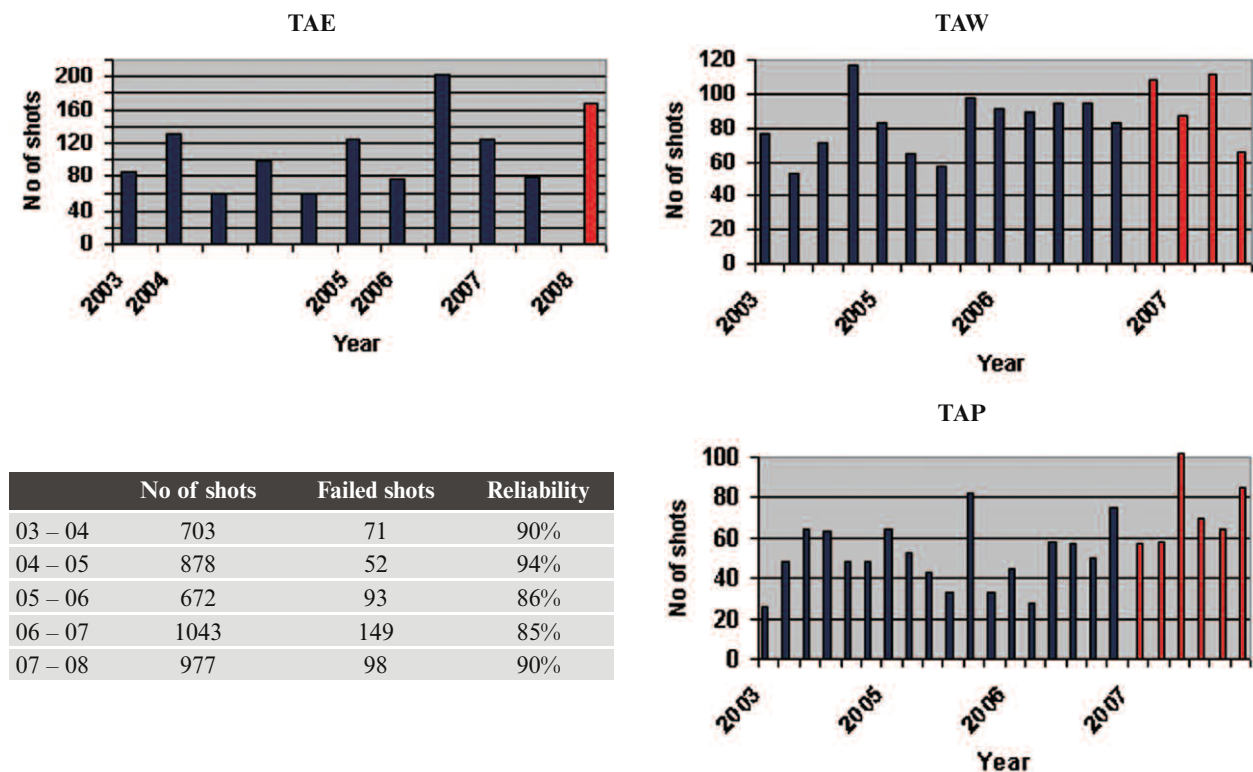 TAE
No of shots
200
160
120
80
40
0
2003
2004
2005
2006
2007
2008
Year
TAW
No of shots
120
100
80
60
40
20
0
2003
2005
2006
2007
Year
No of shots Failed shots Reliability
03 – 04 703 71 90%
04 – 05 878 52 94%
05 – 06 672 93 86%
06 – 07 1043 149 85%
07 – 08 977 98 90%
TAP
No of shots
100
80
60
40
20
0
2003
2005
2006
2007
Year